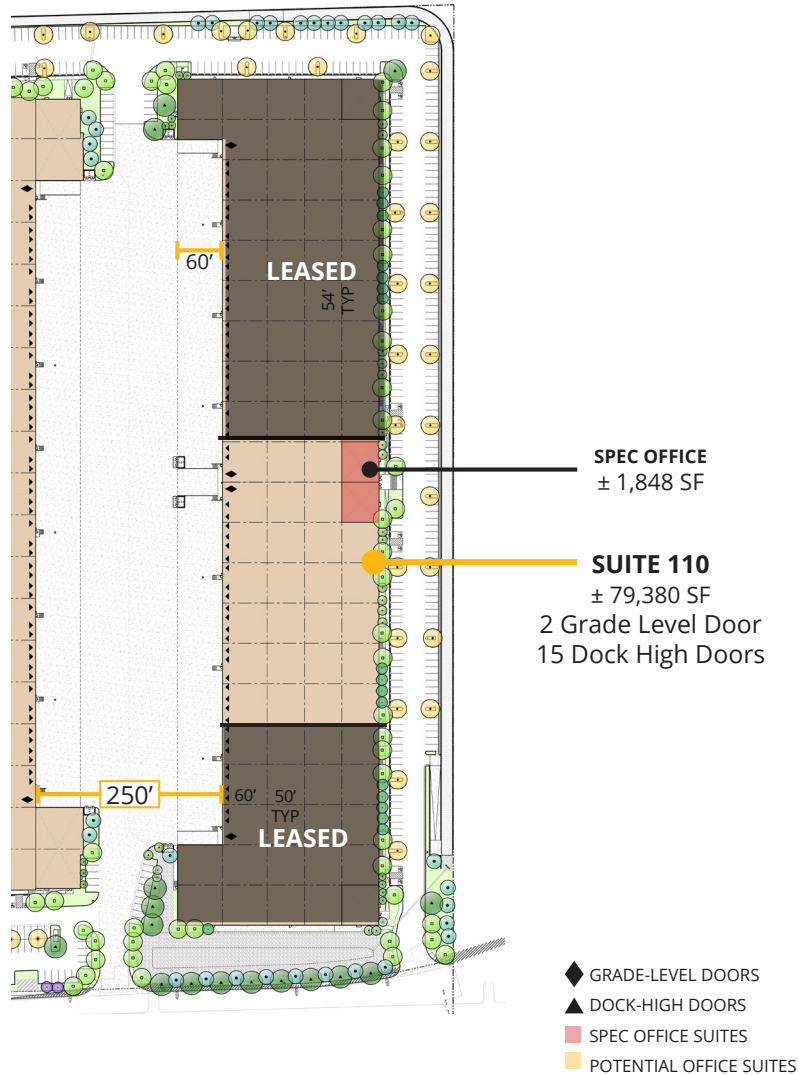 60’
LEASED
54’
TYP
SPEC OFFICE
± 1,848 SF
SUITE 110
± 79,380 SF
2 Grade Level Door
15 Dock High Doors
250’
60’
50’
TYP
LEASED
GRADE-LEVEL DOORS
DOCK-HIGH DOORS
SPEC OFFICE SUITES
POTENTIAL OFFICE SUITES